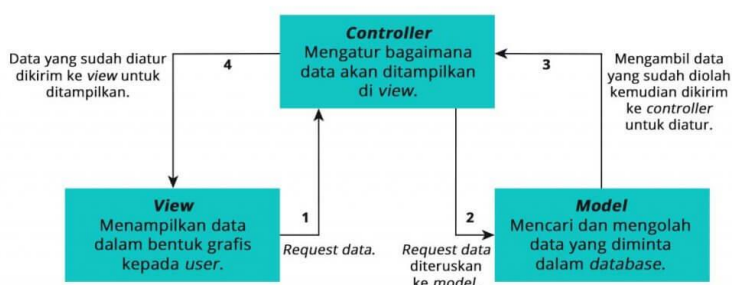 Controller
Mengatur bagaimana
data akan ditampilkan
di view.
Data yang sudah diatur
dikirim ke view untuk
ditampilkan.
4
3
Mengambil data
yang sudah diolah
kemudian dikirim
ke controller
untuk diatur.
View
Menampilkan data
dalam bentuk grafis
kepada user.
1
Request data.
2
Request data
diteruskan
ke model.
Model
Mencari dan mengolah
data yang diminta
dalam database.